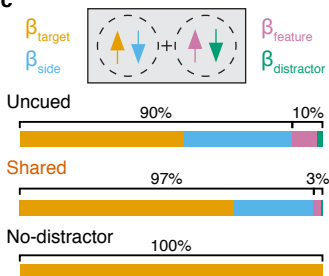 c
βtarget
βside
+
βfeature
βdistractor
Uncued
90% 10%
Shared
97% 3%
No-distractor
100%